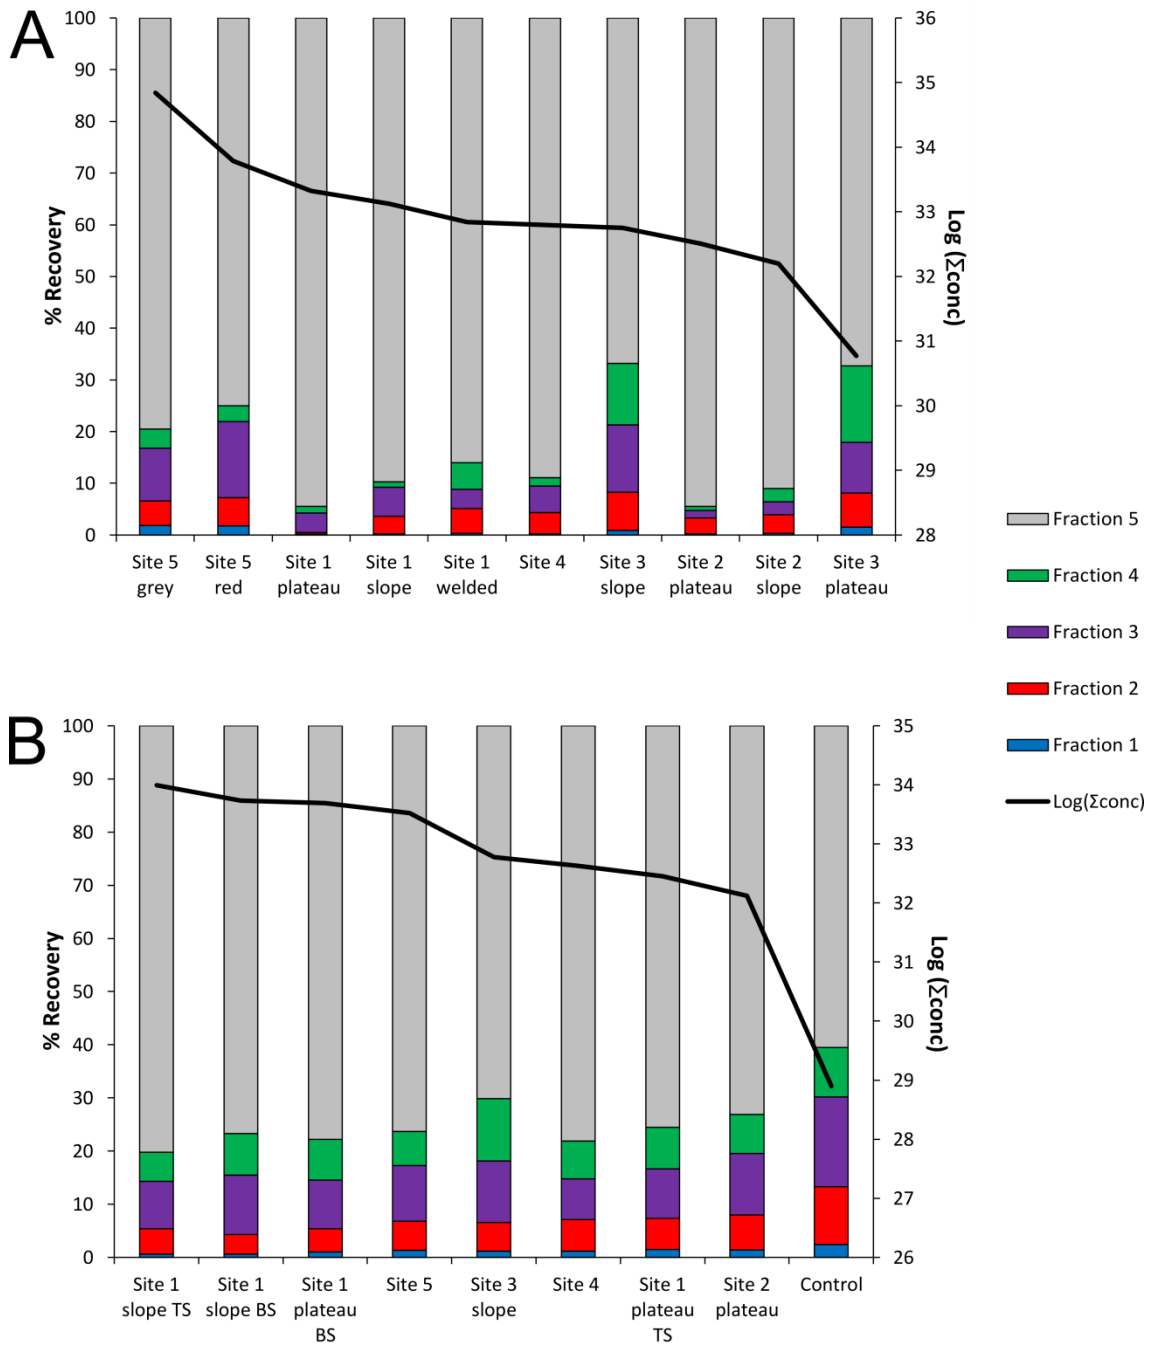 A
100
90
80
70
60
50
40
30
20
10
0
% Recovery
36
35
34
33
32
31
30
29
28
Log (Σconc)
Site 5 grey
Site 5 red
Site 1 plateau
Site 1 slope
Site 1 welded
Site 4
Site 3 slope
Site 2 plateau
Site 2 slope
Site 3 plateau
Fraction 5
Fraction 4
Fraction 3
Fraction 2
Fraction 1
Log(Σconc)
B
100
90
80
70
60
50
40
30
20
10
0
% Recovery
35
34
33
32
31
30
29
28
27
26
Log (Σconc)
Site 1 slope TS
Site 1 slope BS
Site 1 plateau BS
Site 5
Site 3 slope
Site 4
Site 1 plateau TS
Site 2 plateau
Control